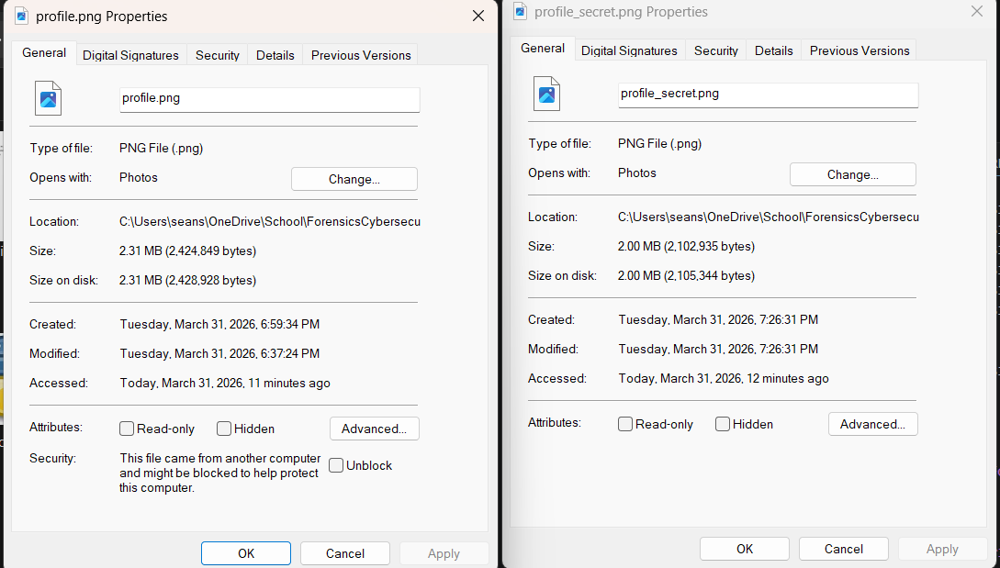 profile.png Properties
General Digital Signatures Security Details Previous Versions
profile.png
Type of file: PNG File (.png)
Opens with: Photos Change...
Location: C:\Users\seans\OneDrive\School\ForensicsCybersecu
Size: 2.31 MB (2,424,849 bytes)
Size on disk: 2.31 MB (2,428,928 bytes)
Created: Tuesday, March 31, 2026, 6:59:34 PM
Modified: Tuesday, March 31, 2026, 6:37:24 PM
Accessed: Today, March 31, 2026, 11 minutes ago
Attributes: Read-only Hidden Advanced...
Security: This file came from another computer
and might be blocked to help protect
this computer.
Unblock
OK Cancel Apply
profile_secret.png Properties
General Digital Signatures Security Details Previous Versions
profile_secret.png
Type of file: PNG File (.png)
Opens with: Photos Change...
Location: C:\Users\seans\OneDrive\School\ForensicsCybersecu
Size: 2.00 MB (2,102,935 bytes)
Size on disk: 2.00 MB (2,105,344 bytes)
Created: Tuesday, March 31, 2026, 7:26:31 PM
Modified: Tuesday, March 31, 2026, 7:26:31 PM
Accessed: Today, March 31, 2026, 12 minutes ago
Attributes: Read-only Hidden Advanced...
OK Cancel Apply